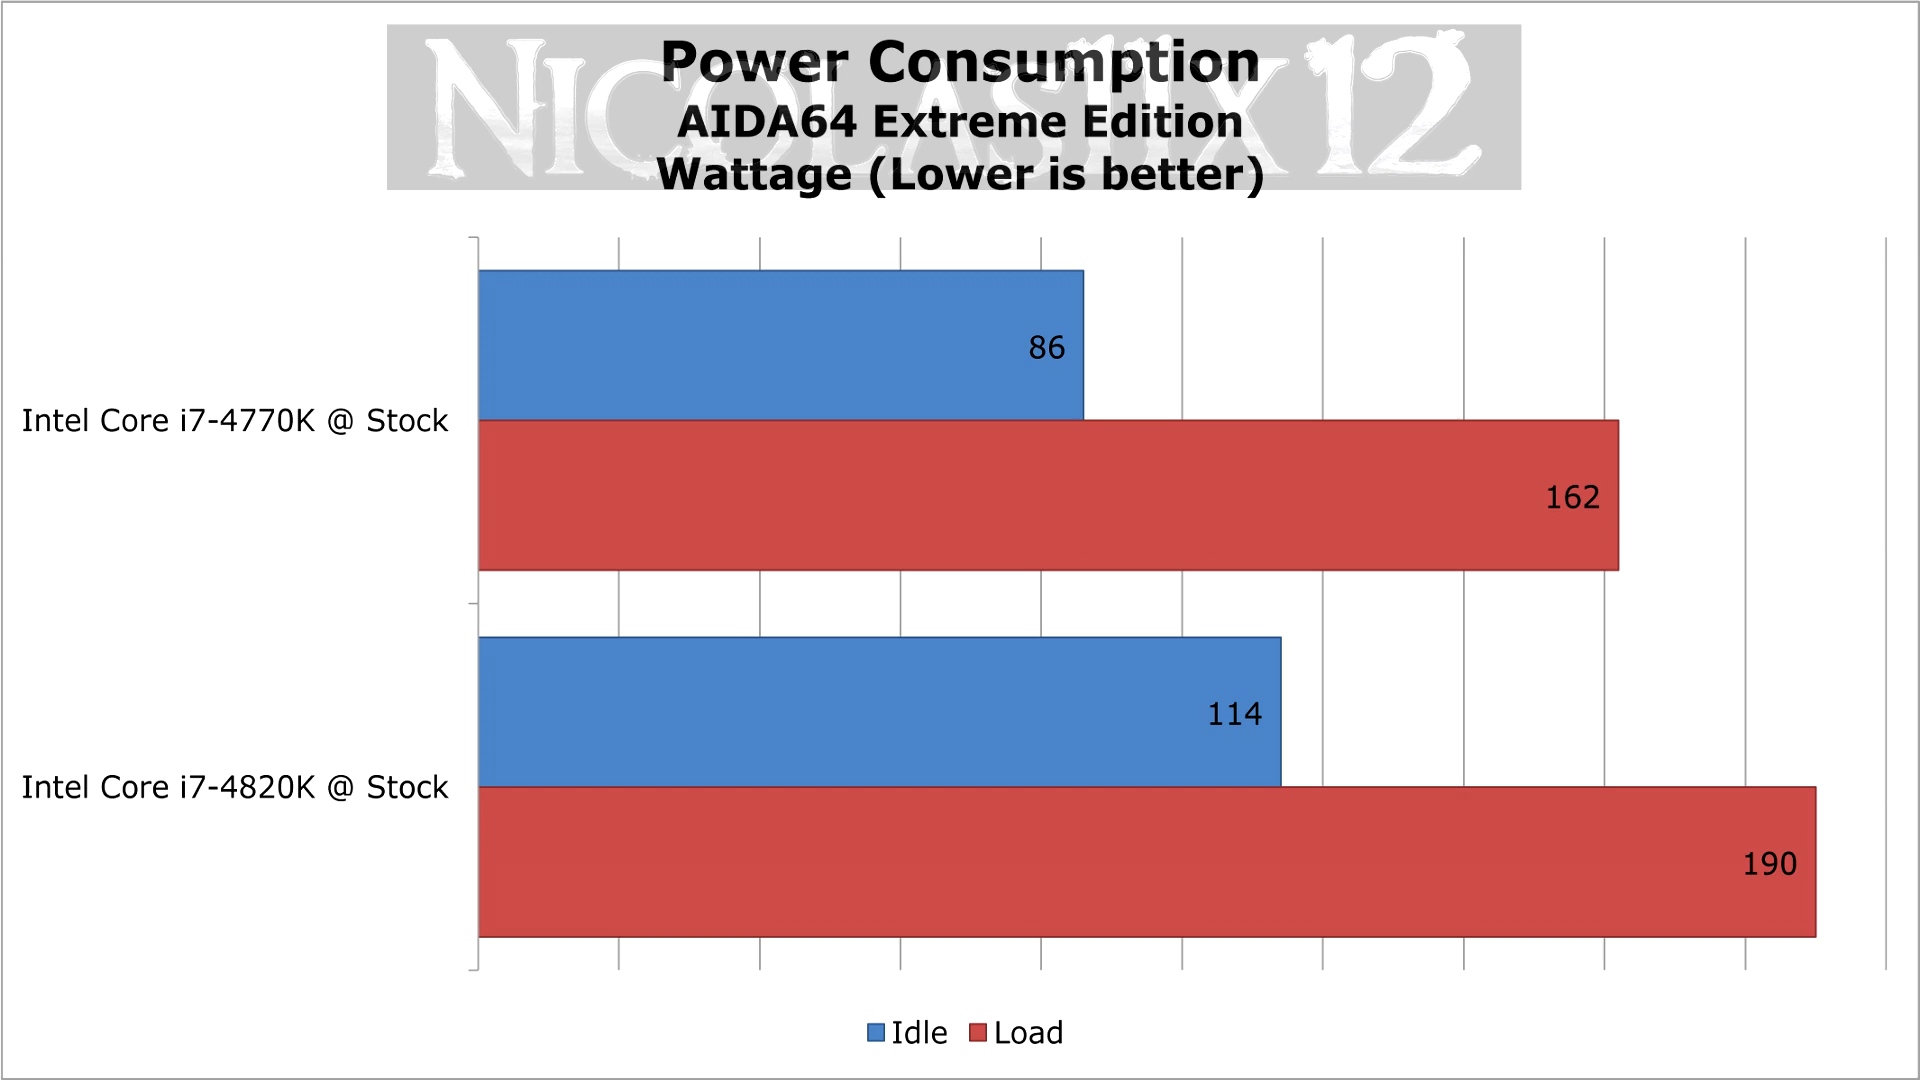 Nicolas11x12
Power Consumption
AIDA64 Extreme Edition
Wattage (Lower is better)
Intel Core i7-4770K @ Stock
86
162
Intel Core i7-4820K @ Stock
114
190
Idle
Load